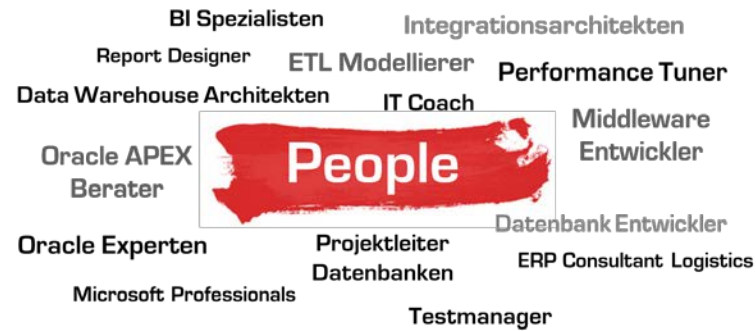 BI Spezialisten
Integrationsarchitekten
Report Designer
ETL Modellierer
Performance Tuner
Data Warehouse Architekten
IT Coach
Middleware
Entwickler
Oracle APEX
Berater
People
Datenbank Entwickler
Oracle Experten
Projektleiter
Datenbanken
ERP Consultant Logistics
Microsoft Professionals
Testmanager